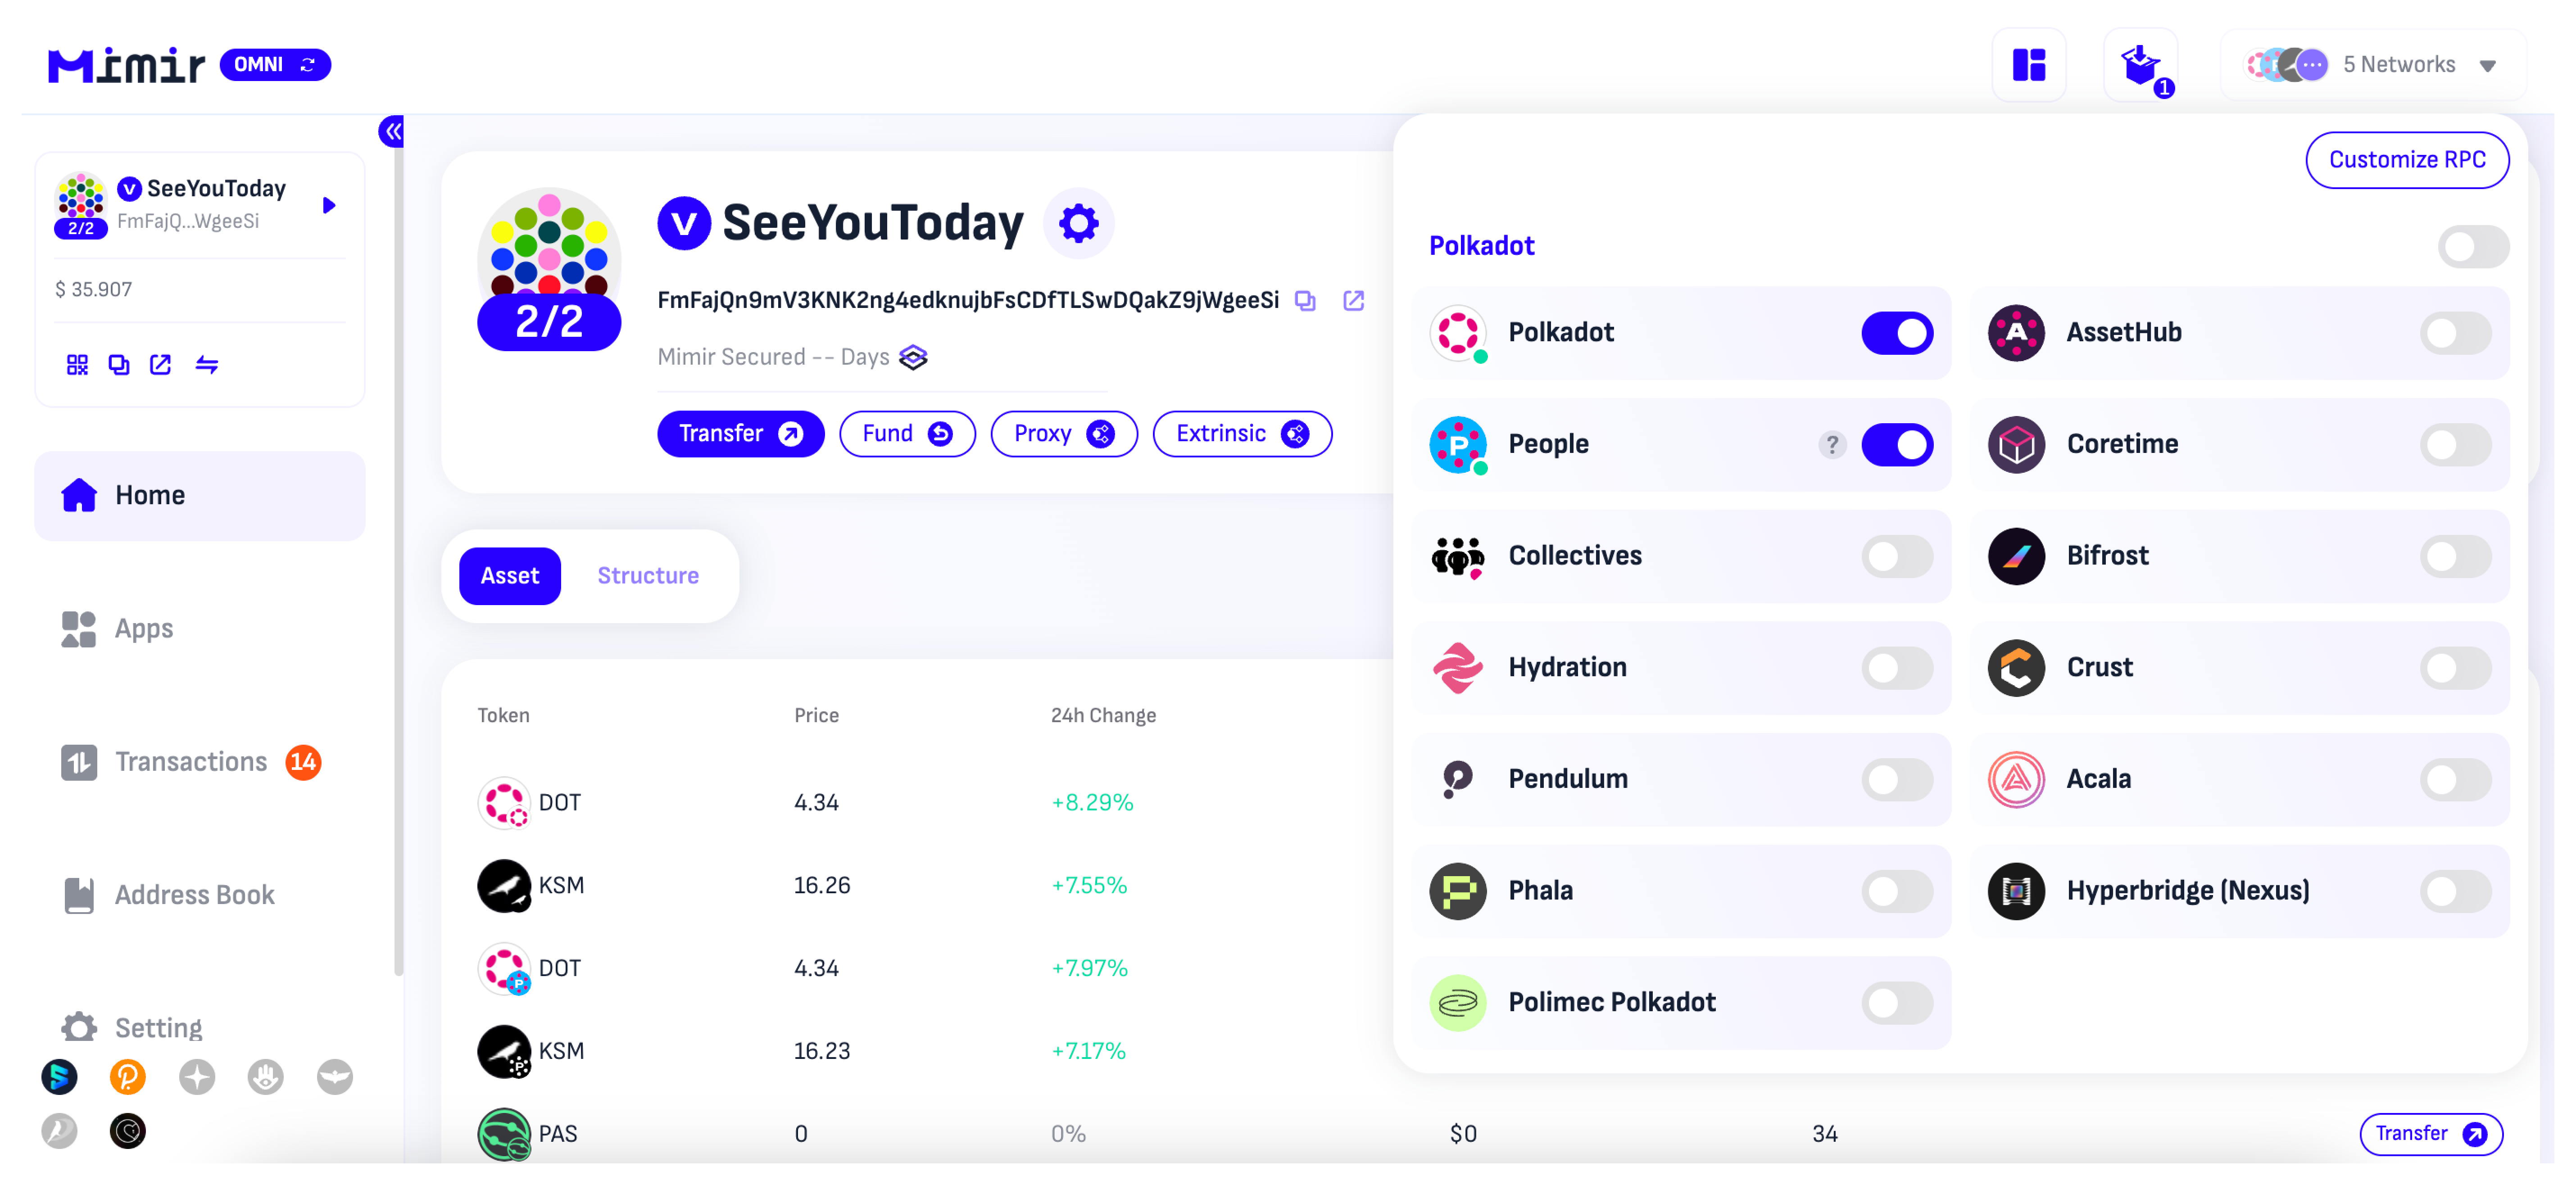 Mimir OMNI
1
5 Networks
SeeYouToday
2/2
FmFajQ...WgeeSi
$ 35.907
Home
Apps
Transactions 14
Address Book
Setting
SeeYouToday
2/2
FmFajQn9mV3KNK2ng4edknujbFsCDfTLSwDQakZ9jWgeeSi
Mimir Secured -- Days
Transfer Fund Proxy Extrinsic
Asset Structure
Token Price 24h Change
DOT 4.34 +8.29%
KSM 16.26 +7.55%
DOT 4.34 +7.97%
KSM 16.23 +7.17%
PAS 0 0% $0 34 Transfer
Customize RPC
Polkadot
Polkadot AssetHub
People ? Coretime
Collectives Bifrost
Hydration Crust
Pendulum Acala
Phala Hyperbridge (Nexus)
Polimec Polkadot